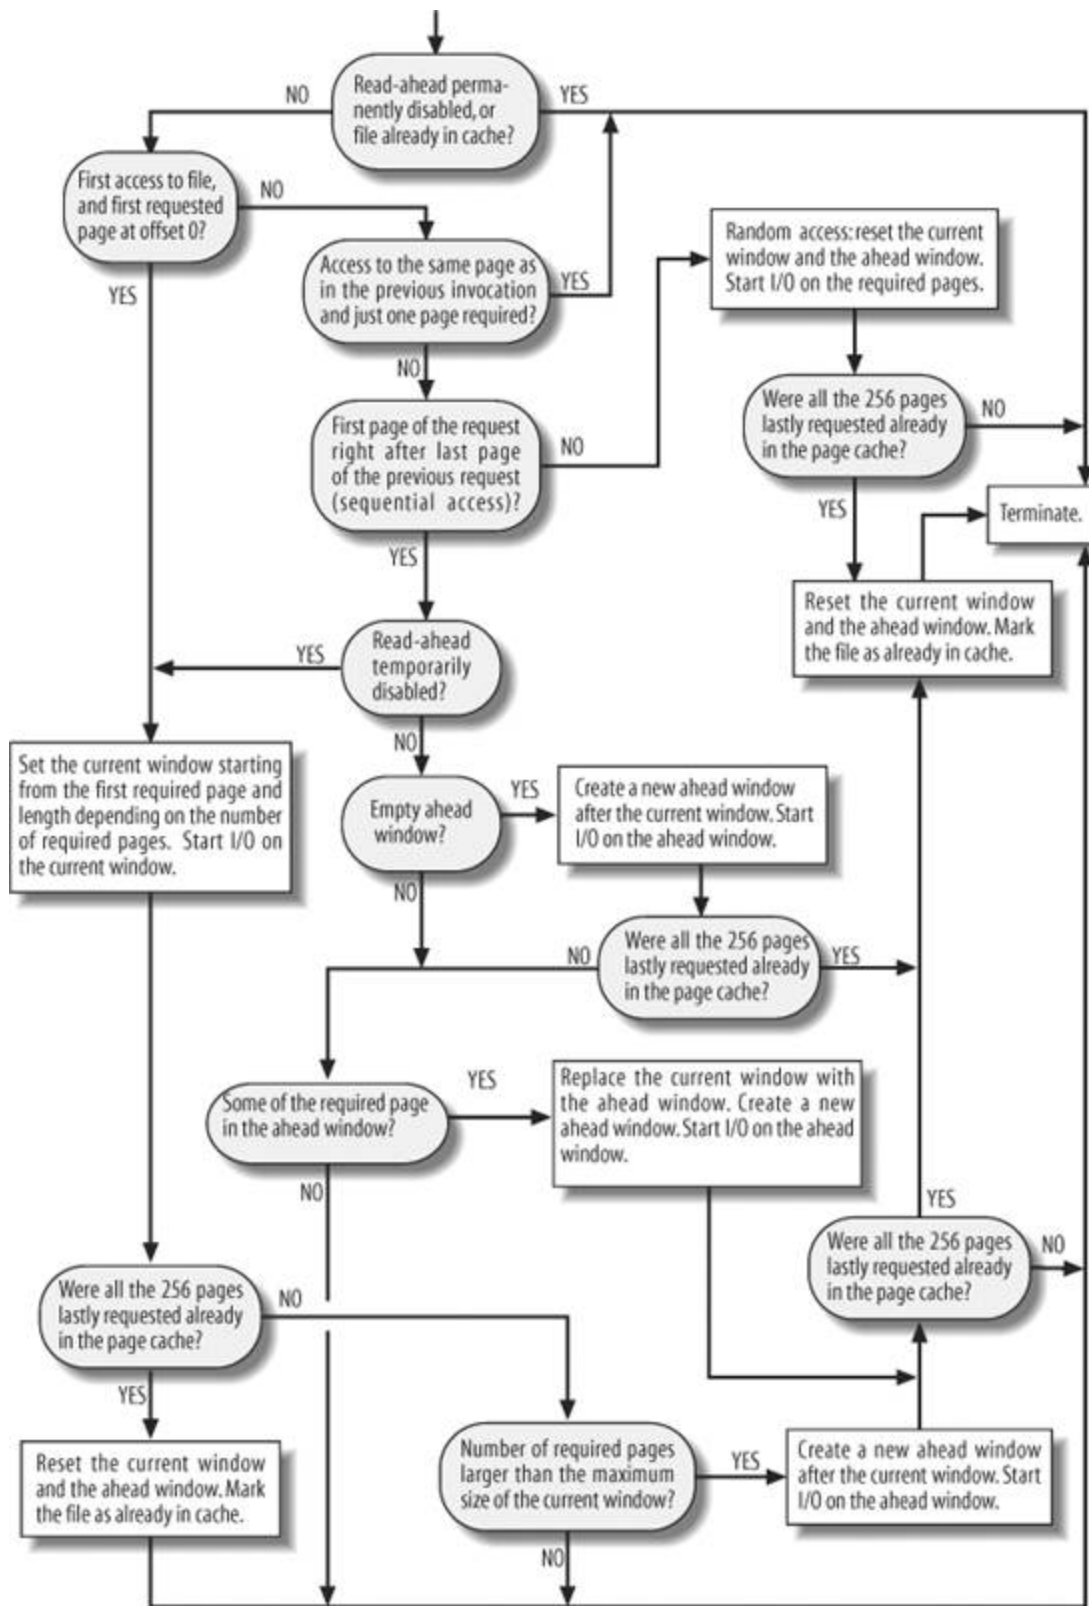 Read-ahead perma-
nently disabled, or
file already in cache?
NO
YES
First access to file,
and first requested
page at offset 0?
NO
YES
Access to the same page as
in the previous invocation
and just one page required?
YES
NO
Random access: reset the current
window and the ahead window.
Start I/O on the required pages.
First page of the request
right after last page
of the previous request
(sequential access)?
NO
YES
Were all the 256 pages
lastly requested already
in the page cache?
NO
YES
Terminate.
Reset the current window
and the ahead window. Mark
the file as already in cache.
Read-ahead
temporarily
disabled?
YES
NO
Set the current window starting
from the first required page and
length depending on the number
of required pages. Start I/O on
the current window.
Empty ahead
window?
YES
NO
Create a new ahead window
after the current window. Start
I/O on the ahead window.
Were all the 256 pages
lastly requested already
in the page cache?
NO
YES
Some of the required page
in the ahead window?
YES
NO
Replace the current window with
the ahead window. Create a new
ahead window. Start I/O on the ahead
window.
YES
Were all the 256 pages
lastly requested already
in the page cache?
NO
Were all the 256 pages
lastly requested already
in the page cache?
NO
YES
Reset the current window
and the ahead window. Mark
the file as already in cache.
Number of required pages
larger than the maximum
size of the current window?
YES
NO
Create a new ahead window
after the current window. Start
I/O on the ahead window.